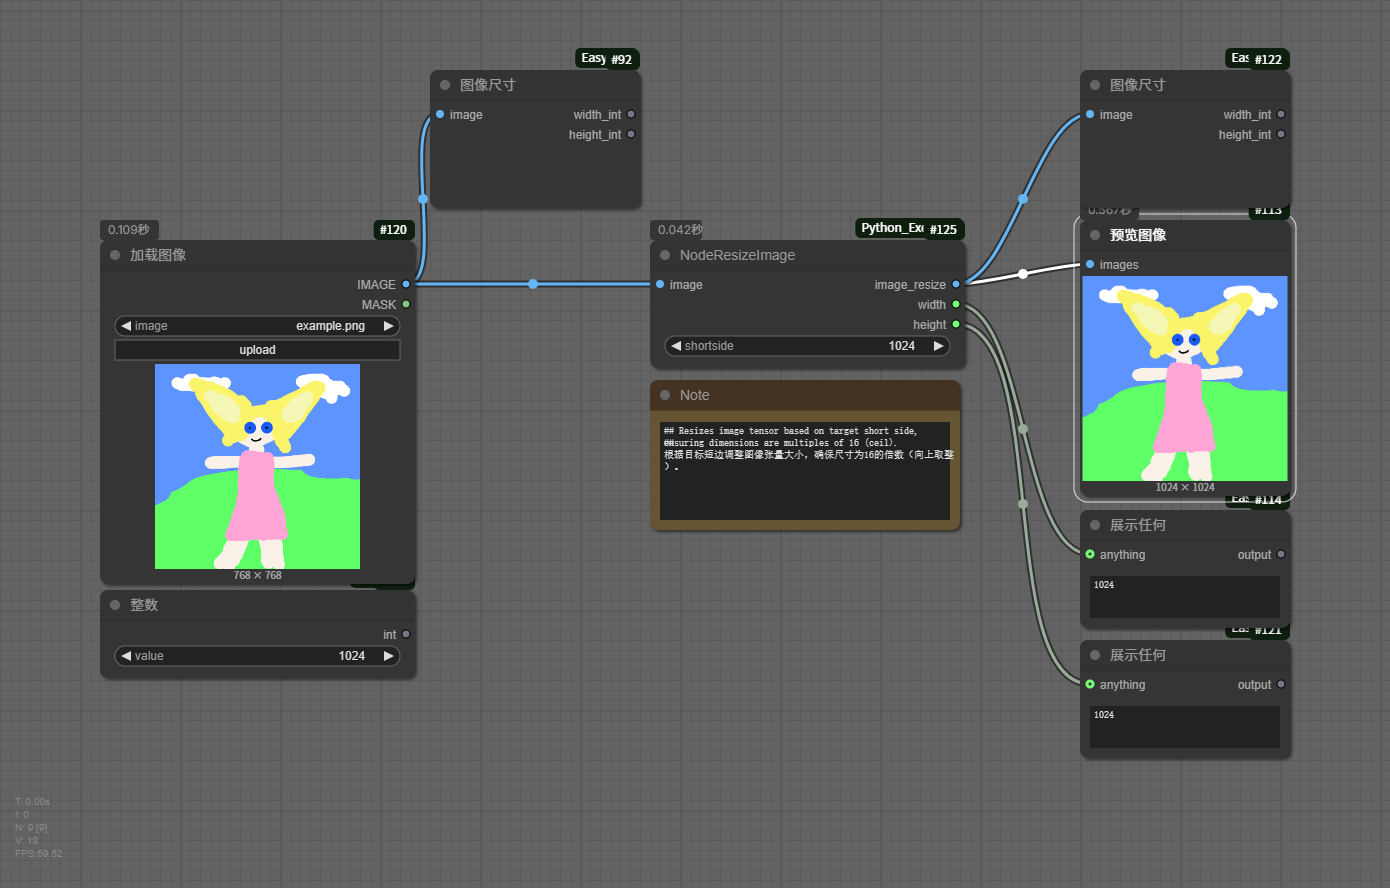 Easy #92
图像尺寸
image width_int
height_int
0.109秒 #120
加载图像
IMAGE
MASK
image example.png
upload
768 × 768
整数
int
value 1024
0.042秒 Python_Exe #125
NodeResizeImage
image image_resize
width
height
shortside 1024
Note
## Resizes image tensor based on target short side,
##suring dimensions are multiples of 16 (ceil).
根据目标短边调整图像张量大小，确保尺寸为16的倍数（向上取整
）。
Eas #122
图像尺寸
image width_int
height_int
0.567秒 #113
预览图像
images
1024 × 1024
Eas #114
展示任何
anything output
1024
Eas #121
展示任何
anything output
1024
T: 0.00s
I: 0
N: 9 [9]
V: 18
FPS:59.52